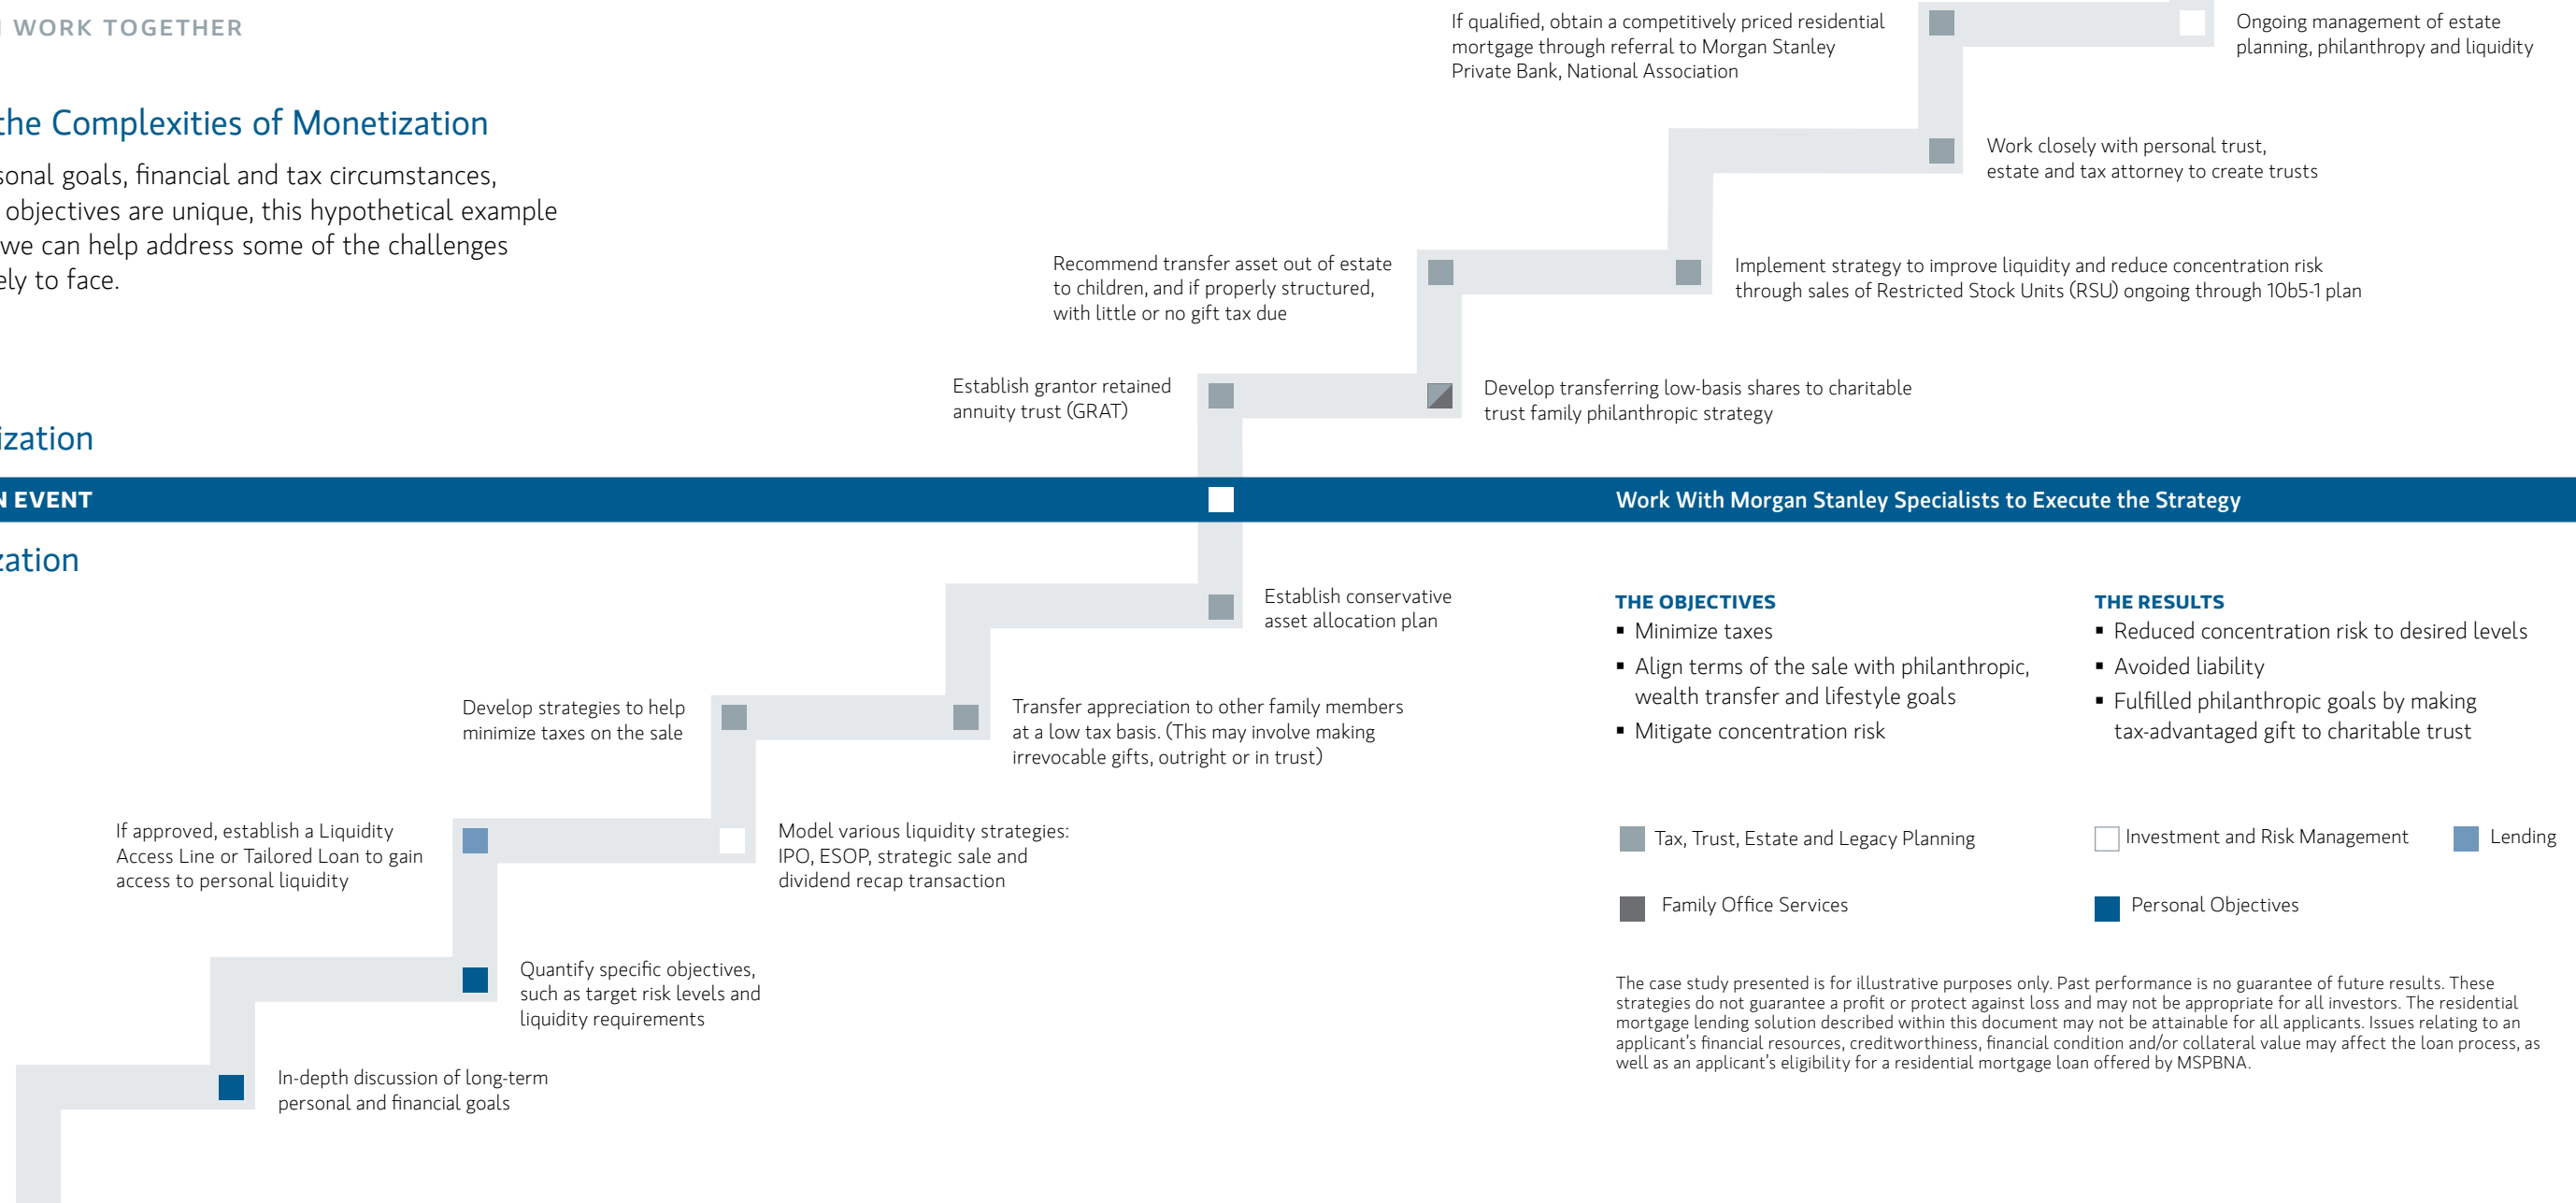 WORK TOGETHER
the Complexities of Monetization
sonal goals, financial and tax circumstances,
objectives are unique, this hypothetical example
we can help address some of the challenges
ely to face.
If qualified, obtain a competitively priced residential
mortgage through referral to Morgan Stanley
Private Bank, National Association
Ongoing management of estate
planning, philanthropy and liquidity
Work closely with personal trust,
estate and tax attorney to create trusts
Recommend transfer asset out of estate
to children, and if properly structured,
with little or no gift tax due
Implement strategy to improve liquidity and reduce concentration risk
through sales of Restricted Stock Units (RSU) ongoing through 10b5-1 plan
Establish grantor retained
annuity trust (GRAT)
Develop transferring low-basis shares to charitable
trust family philanthropic strategy
ization
N EVENT
Work With Morgan Stanley Specialists to Execute the Strategy
zation
Establish conservative
asset allocation plan
Develop strategies to help
minimize taxes on the sale
Transfer appreciation to other family members
at a low tax basis. (This may involve making
irrevocable gifts, outright or in trust)
If approved, establish a Liquidity
Access Line or Tailored Loan to gain
access to personal liquidity
Model various liquidity strategies:
IPO, ESOP, strategic sale and
dividend recap transaction
Quantify specific objectives,
such as target risk levels and
liquidity requirements
In-depth discussion of long-term
personal and financial goals
THE OBJECTIVES
▪ Minimize taxes
▪ Align terms of the sale with philanthropic,
wealth transfer and lifestyle goals
▪ Mitigate concentration risk
THE RESULTS
▪ Reduced concentration risk to desired levels
▪ Avoided liability
▪ Fulfilled philanthropic goals by making
tax-advantaged gift to charitable trust
Tax, Trust, Estate and Legacy Planning
Investment and Risk Management
Lending
Family Office Services
Personal Objectives
The case study presented is for illustrative purposes only. Past performance is no guarantee of future results. These
strategies do not guarantee a profit or protect against loss and may not be appropriate for all investors. The residential
mortgage lending solution described within this document may not be attainable for all applicants. Issues relating to an
applicant's financial resources, creditworthiness, financial condition and/or collateral value may affect the loan process, as
well as an applicant's eligibility for a residential mortgage loan offered by MSPBNA.